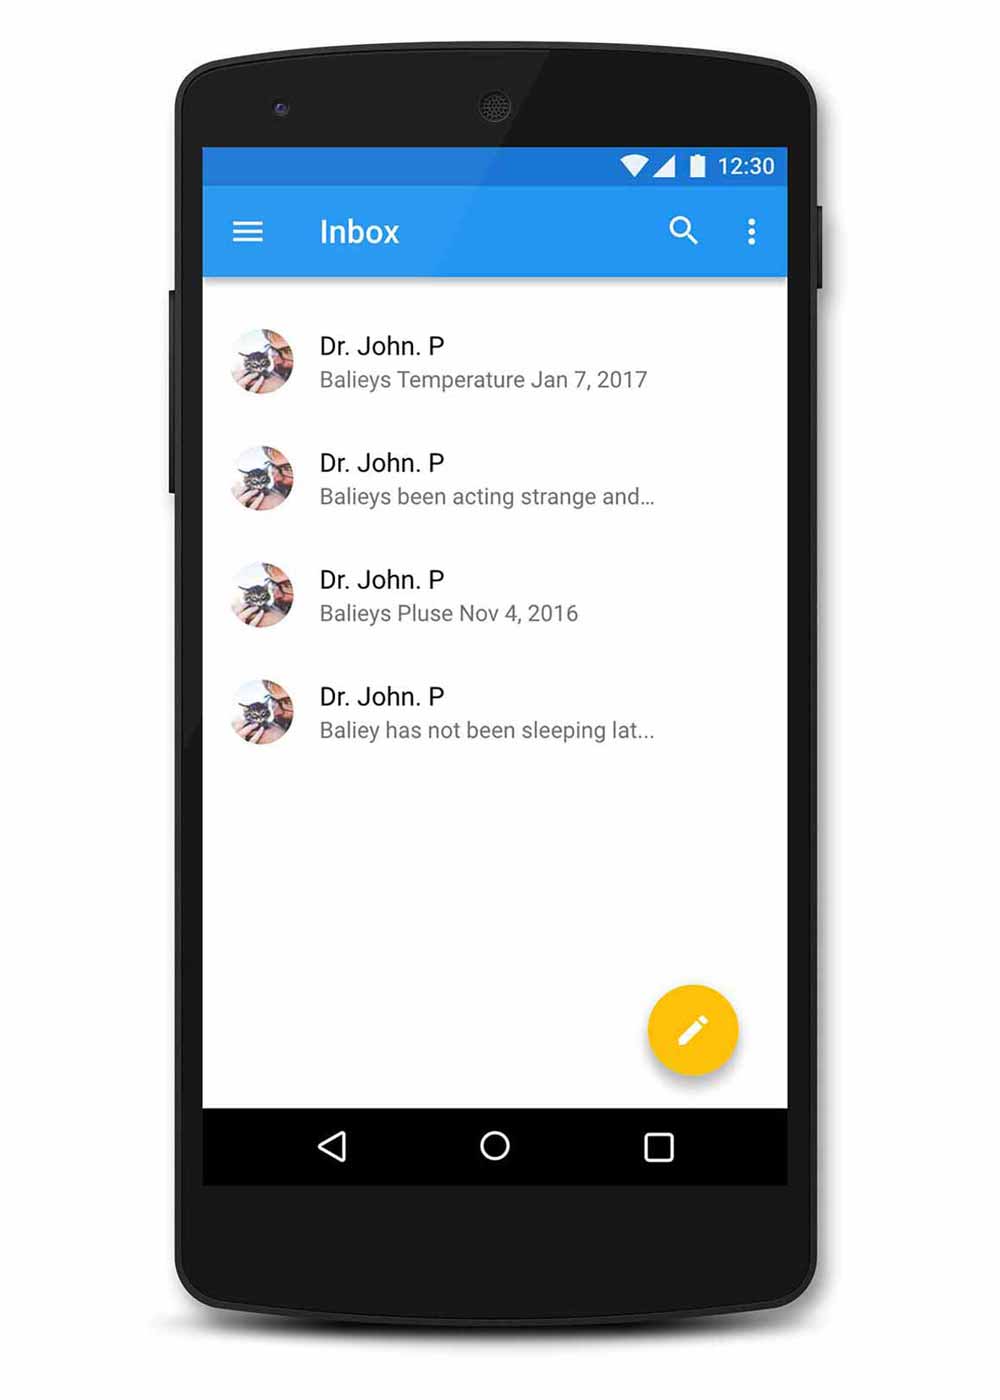 12:30
Inbox
Dr. John. P
Balieys Temperature Jan 7, 2017
Dr. John. P
Balieys been acting strange and...
Dr. John. P
Balieys Pluse Nov 4, 2016
Dr. John. P
Baliey has not been sleeping lat...